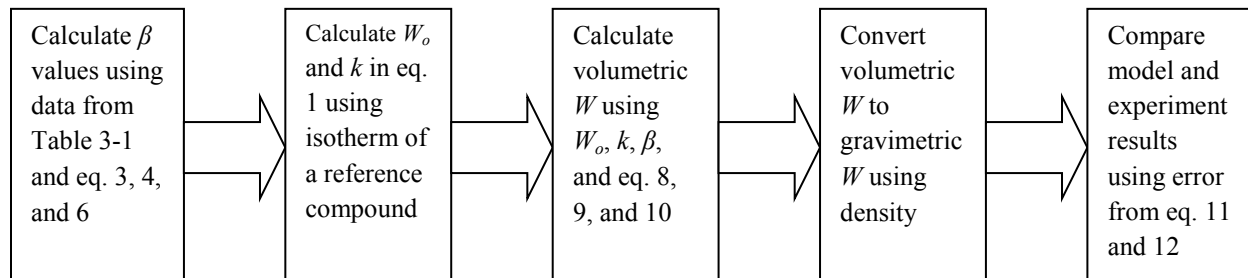 Calculate β
values using
data from
Table 3-1
and eq. 3, 4,
and 6
Calculate Wo
and k in eq.
1 using
isotherm of
a reference
compound
Calculate
volumetric
W using
Wo, k, β,
and eq. 8,
9, and 10
Convert
volumetric
W to
gravimetric
W using
density
Compare
model and
experiment
results
using error
from eq. 11
and 12